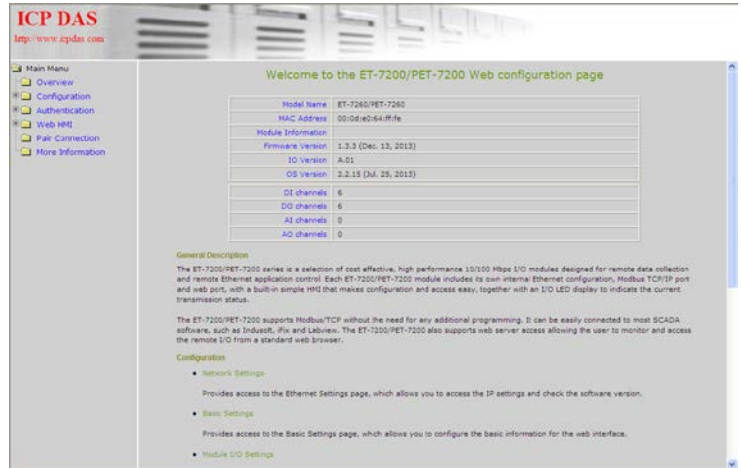 ICP DAS
http://www.icpdas.com
Main Menu
Overview
Configuration
Authentication
Web HMI
Pair Connection
More Information
Welcome to the ET-7200/PET-7200 Web configuration page
Model Name ET-7260/PET-7260
MAC Address 00:0d:e0:64:ff:fe
Module Information
Firmware Version 1.3.3 (Dec. 13, 2013)
IO Version A.01
OS Version 2.2.15 (Jul. 25, 2013)
DI channels 6
DO channels 6
AI channels 0
AO channels 0
General Description
The ET-7200/PET-7200 series is a selection of cost effective, high performance 10/100 Mbps I/O modules designed for remote data collection
and remote Ethernet application control. Each ET-7200/PET-7200 module includes its own internal Ethernet configuration, Modbus TCP/IP port
and web port, with a built-in simple HMI that makes configuration and access easy, together with an I/O LED display to indicate the current
transmission status.
The ET-7200/PET-7200 supports Modbus/TCP without the need for any additional programming. It can be easily connected to most SCADA
software, such as Indusoft, iFix and Labview. The ET-7200/PET-7200 also supports web server access allowing the user to monitor and access
the remote I/O from a standard web browser.
Configuration
Network Settings
Provides access to the Ethernet Settings page, which allows you to access the IP settings and check the software version.
Basic Settings
Provides access to the Basic Settings page, which allows you to configure the basic information for the web interface.
Module I/O Settings